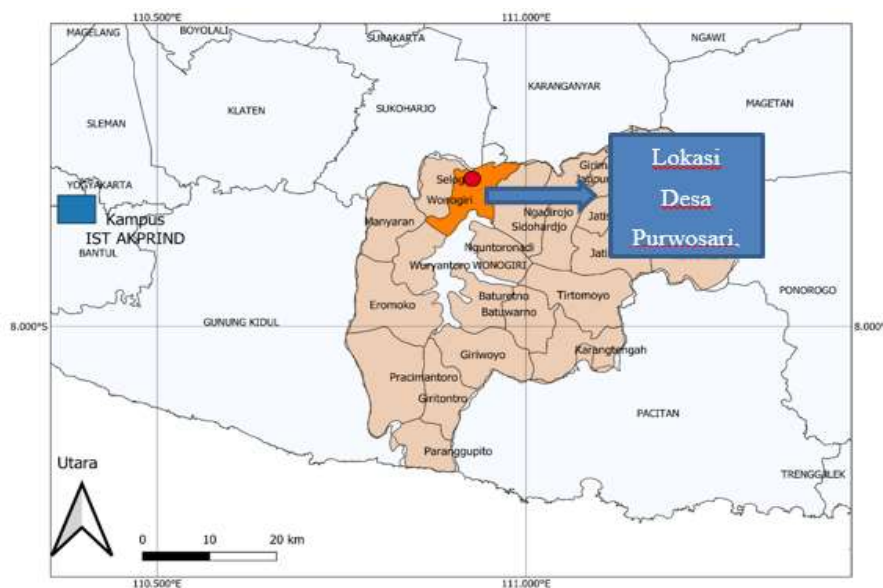 110.500°E
111.000°E
MAGELANG
BOYOLALI
SURAKARTA
NGAWI
KARANGANYAR
MAGETAN
KLATEN
SUKOHARJO
SLEMAN
Lokasi
Desa
Purwosari,
YOGYAKARTA
Kampus
IST AKPRIND
BANTUL
Wonogiri
Manyaran
Ngadirojo
Sidohardjo
Nguntoronadi
Wuryantoro
WONOGIRI
PONOROGO
Eromoko
Baturetno
Batuwarno
Tirtomoyo
GUNUNG KIDUL
8.000°S
8.000°S
Giriwoyo
Karangtengah
Pracimantoro
Giritontro
PACITAN
Paranggupito
Utara
TRENGGALEK
0
10
20 km
110.500°E
111.000°E